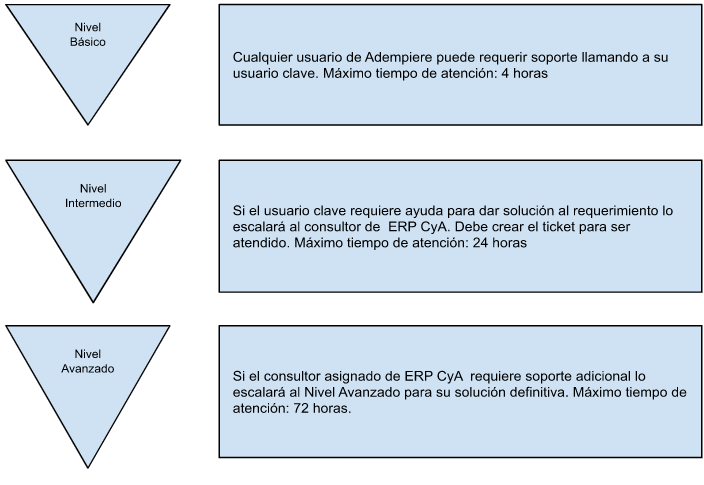 Nivel
Básico
Cualquier usuario de Adempiere puede requerir soporte llamando a su
usuario clave. Máximo tiempo de atención: 4 horas
Nivel
Intermedio
Si el usuario clave requiere ayuda para dar solución al requerimiento lo
escalará al consultor de  ERP CyA. Debe crear el ticket para ser
atendido. Máximo tiempo de atención: 24 horas
Nivel
Avanzado
Si el consultor asignado de ERP CyA  requiere soporte adicional lo
escalará al Nivel Avanzado para su solución definitiva. Máximo tiempo de
atención: 72 horas.